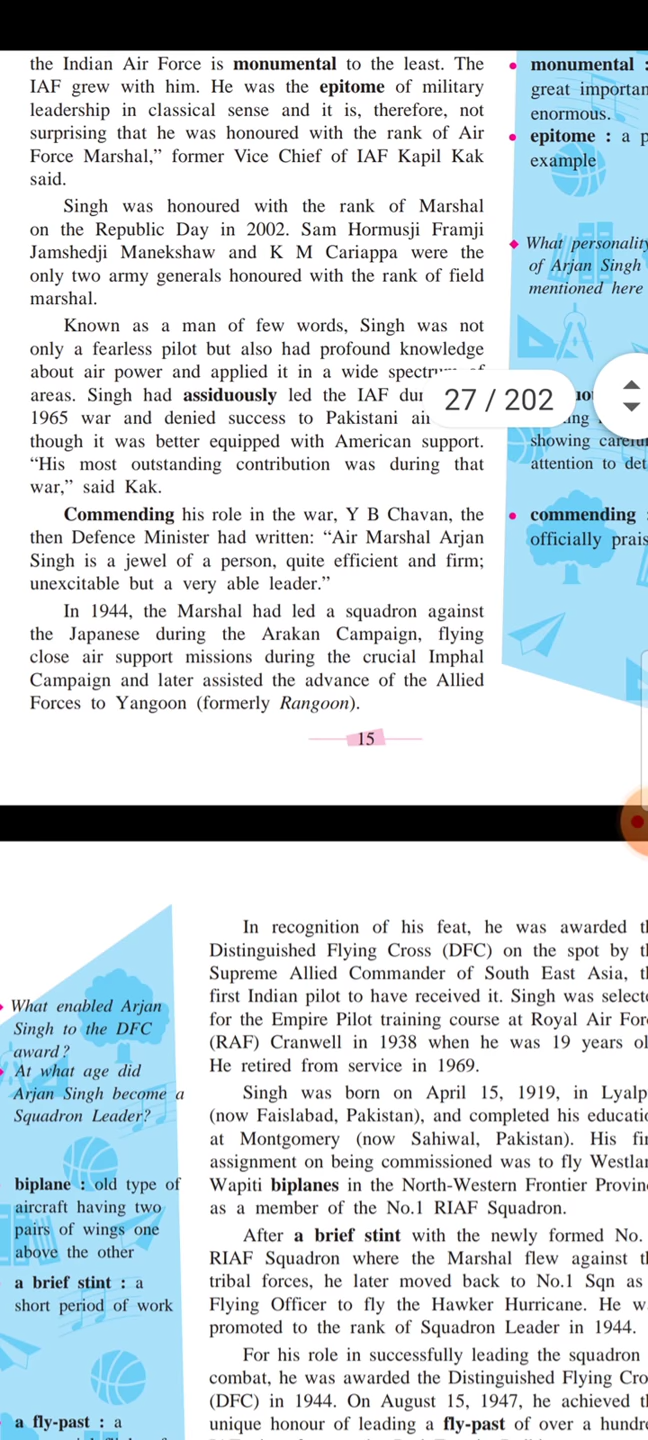 the Indian Air Force is monumental to the least. The
IAF grew with him. He was the epitome of military
leadership in classical sense and it is, therefore, not
surprising that he was honoured with the rank of Air
Force Marshal,” former Vice Chief of IAF Kapil Kak
said.
Singh was honoured with the rank of Marshal
on the Republic Day in 2002. Sam Hormusji Framji
Jamshedji Manekshaw and K M Cariappa were the
only two army generals honoured with the rank of field
marshal.
Known as a man of few words, Singh was not
only a fearless pilot but also had profound knowledge
about air power and applied it in a wide
areas. Singh had assiduously led the IAF
1965 war and denied success to Pakistani
though it was better equipped with American support.
“His most outstanding contribution was during that
war,” said Kak.
Commending his role in the war, Y B Chavan, the
then Defence Minister had written: “Air Marshal Arjan
Singh is a jewel of a person, quite efficient and firm;
unexcitable but a very able leader.”
In 1944, the Marshal had led a squadron against
the Japanese during the Arakan Campaign, flying
close air support missions during the crucial Imphal
Campaign and later assisted the advance of the Allied
Forces to Yangoon (formerly Rangoon).
15
• monumental :
great
enormous.
• epitome : a
example
What personality
of Arjan Singh
mentioned here
27 / 202
showing
attention to
• commending :
officially
What enabled Arjan
Singh to the DFC
award ?
At what age did
Arjan Singh become a
Squadron Leader?
biplane : old type of
aircraft having two
pairs of wings one
above the other
a brief stint : a
short period of work
a fly-past : a
In recognition of his feat, he was awarded
Distinguished Flying Cross (DFC) on the spot by
Supreme Allied Commander of South East Asia,
first Indian pilot to have received it. Singh was
for the Empire Pilot training course at Royal Air
(RAF) Cranwell in 1938 when he was 19 years
He retired from service in 1969.
Singh was born on April 15, 1919, in
(now Faislabad, Pakistan), and completed his
at Montgomery (now Sahiwal, Pakistan). His
assignment on being commissioned was to fly
Wapiti biplanes in the North-Western Frontier
as a member of the No.1 RIAF Squadron.
After a brief stint with the newly formed No.
RIAF Squadron where the Marshal flew against
tribal forces, he later moved back to No.1 Sqn as
Flying Officer to fly the Hawker Hurricane. He
promoted to the rank of Squadron Leader in 1944.
For his role in successfully leading the squadron
combat, he was awarded the Distinguished Flying
(DFC) in 1944. On August 15, 1947, he achieved
unique honour of leading a fly-past of over a